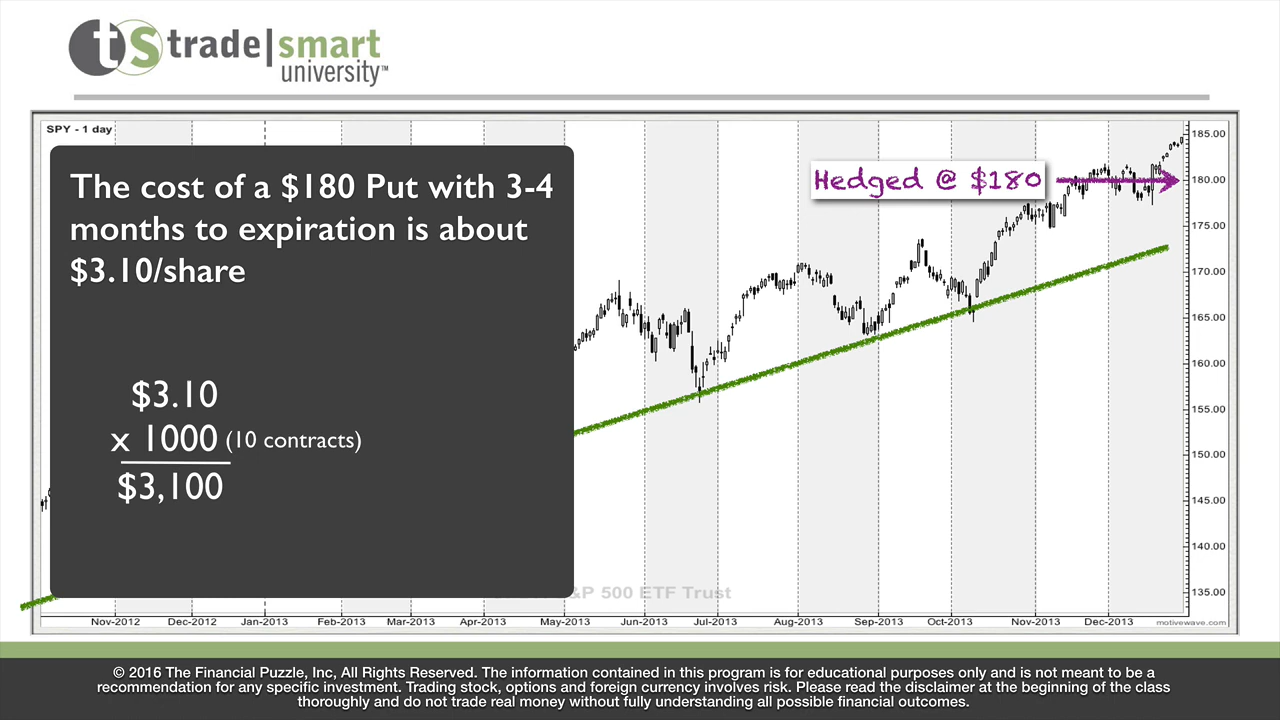 ts trade|smart
university™
SPY - 1 day
The cost of a $180 Put with 3-4
months to expiration is about
$3.10/share
$3.10
x 1000 (10 contracts)
$3,100
Hedged @ $180
185.00
180.00
175.00
170.00
165.00
160.00
155.00
150.00
145.00
140.00
135.00
&P 500 ETF Trust
Nov-2012 Dec-2012 Jan-2013 Feb-2013 Mar-2013 Apr-2013 May-2013 Jun-2013 Jul-2013 Aug-2013 Sep-2013 Oct-2013 Nov-2013 Dec-2013 motivewave.com
© 2016 The Financial Puzzle, Inc, All Rights Reserved. The information contained in this program is for educational purposes only and is not meant to be a
recommendation for any specific investment. Trading stock, options and foreign currency involves risk. Please read the disclaimer at the beginning of the class
thoroughly and do not trade real money without fully understanding all possible financial outcomes.